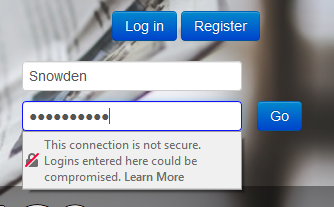 Log in Register
Snowden
●●●●●●●●●● Go
This connection is not secure.
Logins entered here could be
compromised. Learn More